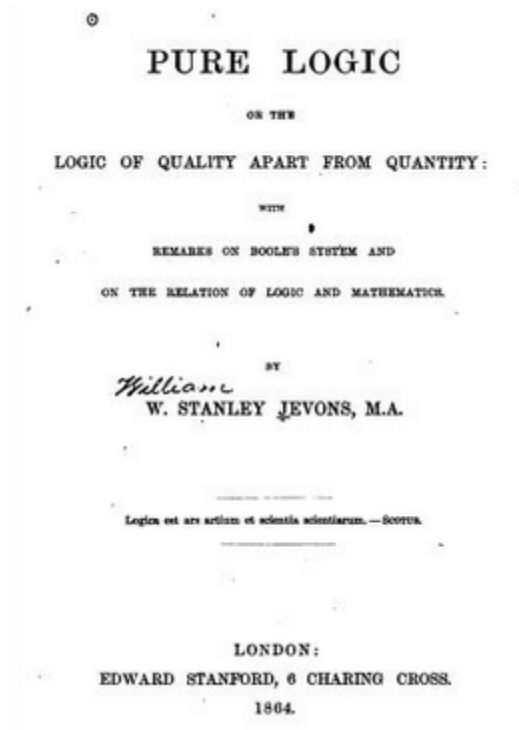 PURE LOGIC
OR THE
LOGIC OF QUALITY APART FROM QUANTITY:
WITH
REMARKS ON BOOLE'S SYSTEM AND
ON THE RELATION OF LOGIC AND MATHEMATICS.
BY
William
W. STANLEY JEVONS, M.A.
Logica est ars artium et scientia scientiarum.—SCOTUS.
LONDON:
EDWARD STANFORD, 6 CHARING CROSS.
1864.